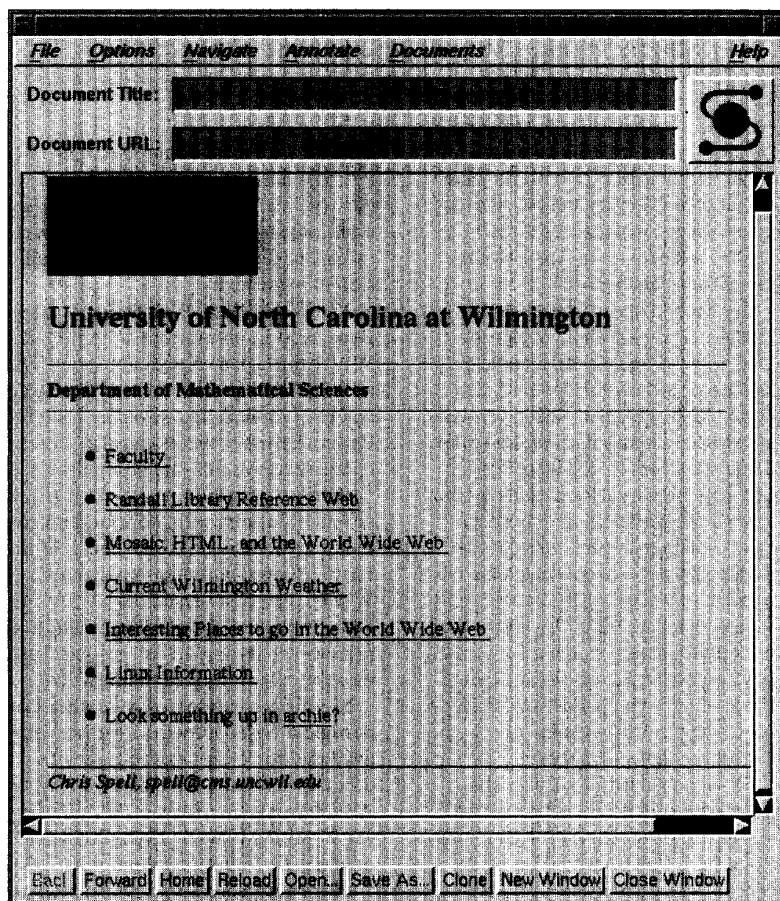 File Options Navigate Annotate Documents Help
Document Title:
Document URL:
University of North Carolina at Wilmington
Department of Mathematical Sciences
Faculty
Randall Library Reference Web
Mosaic, HTML, and the World Wide Web
Current Wilmington Weather
Interesting Places to go in the World Wide Web
Linux Information
Look something up in archie?
Chris Spell, spell@cms.uncwil.edu
Back Forward Home Reload Open... Save As... Clone New Window Close Window